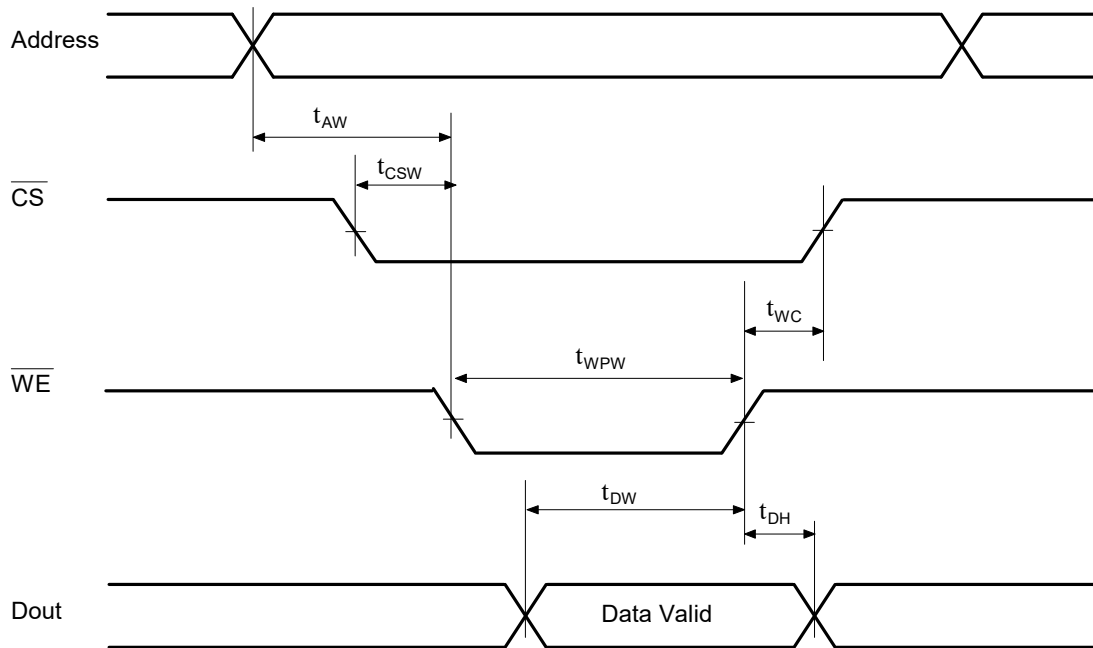 Address
tAW
tCSW
CS
tWC
tWPW
WE
tDW
tDH
Dout
Data Valid